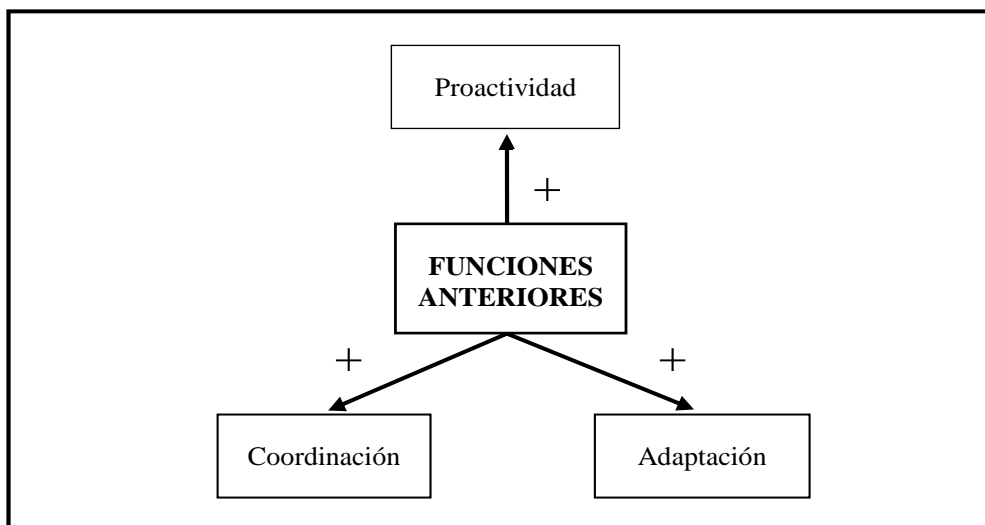 Proactividad
+
FUNCIONES
ANTERIORES
+
+
Coordinación
Adaptación